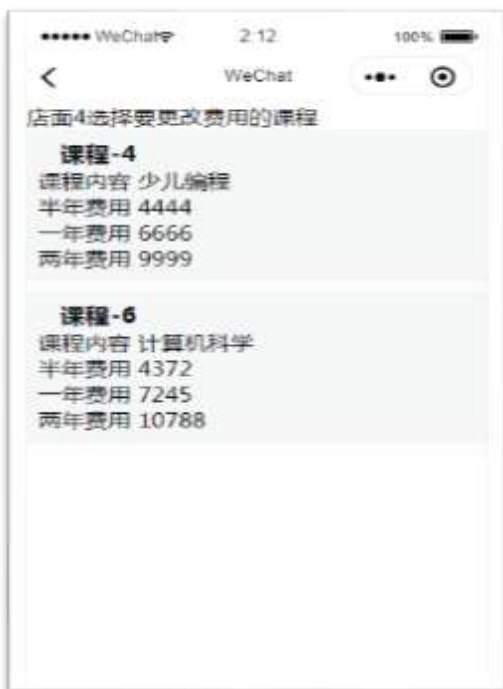 WeChat
2:12
100%
WeChat
店面4选择要更改费用的课程
课程-4
课程内容 少儿编程
半年费用 4444
一年费用 6666
两年费用 9999
课程-6
课程内容 计算机科学
半年费用 4372
一年费用 7245
两年费用 10788